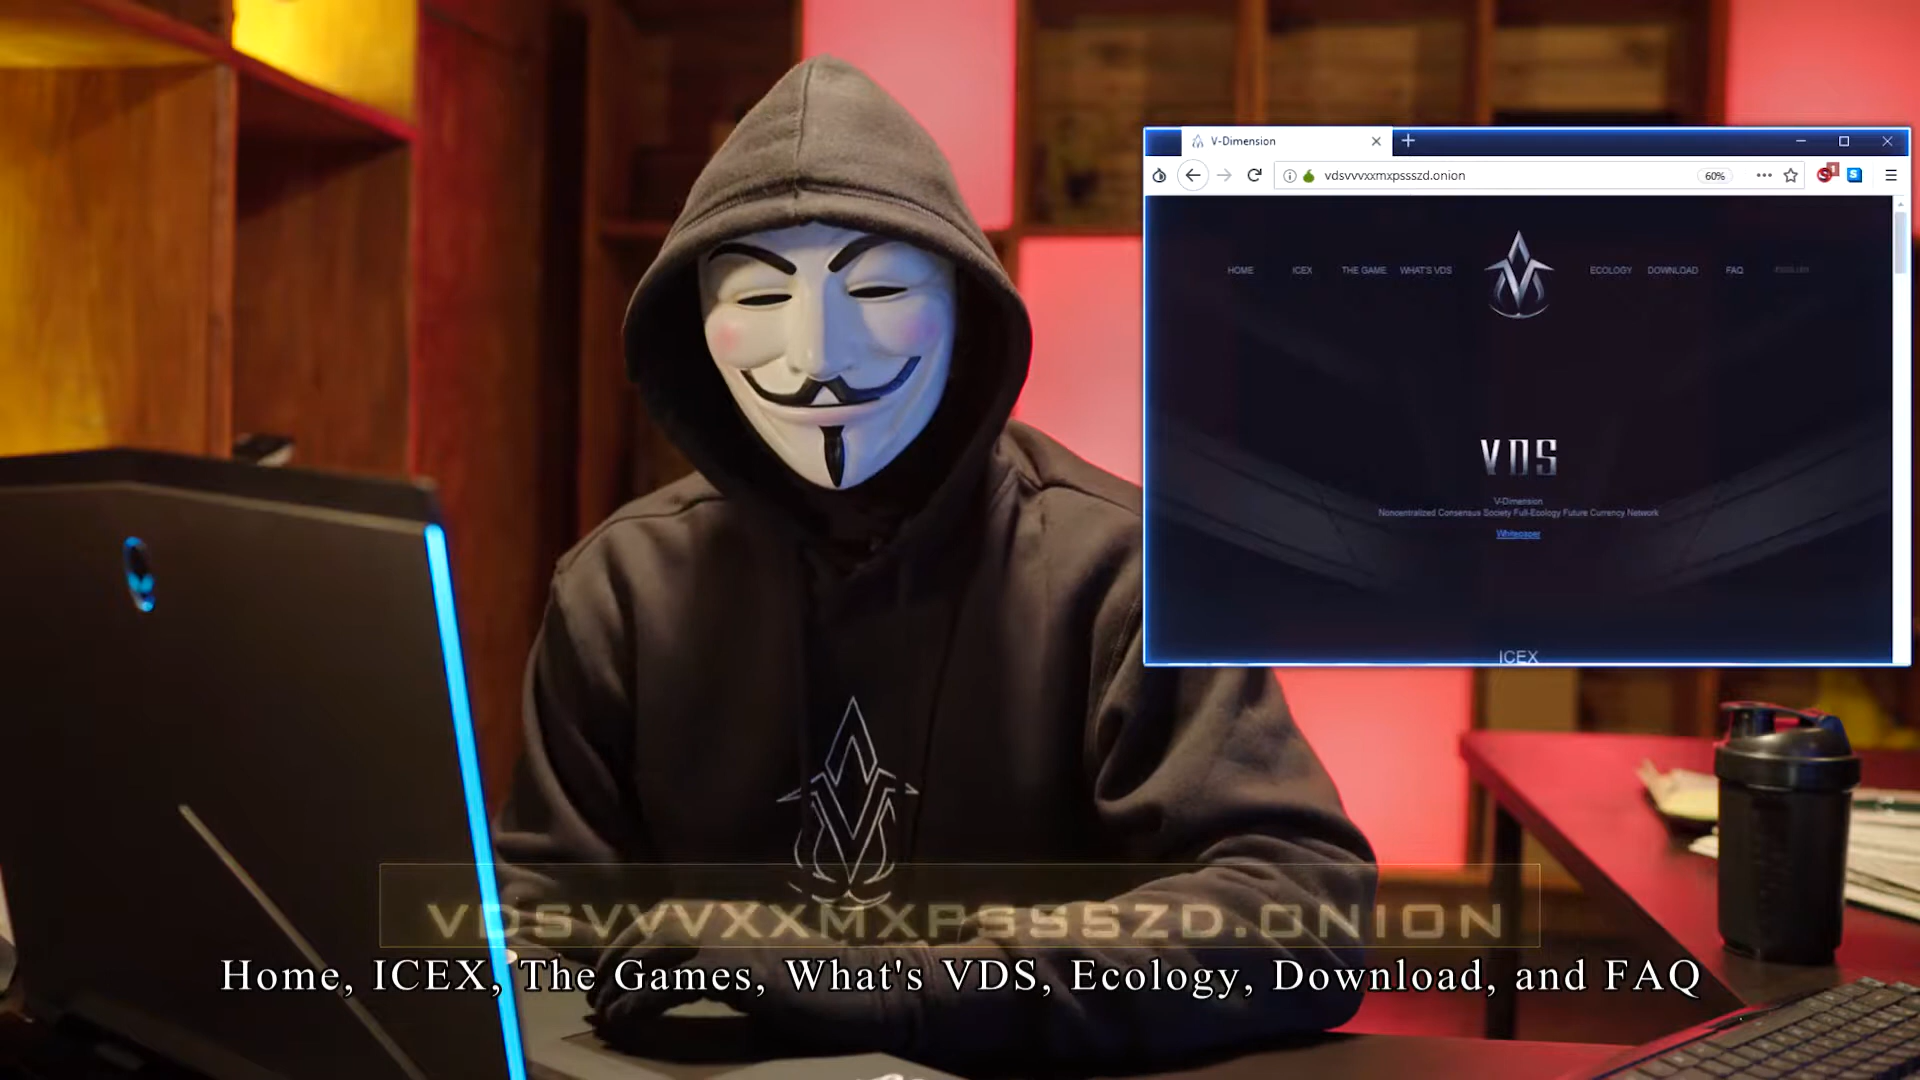 V-Dimension
vdsvvvxxmxpssszd.onion
60%
HOME ICEX THE GAME WHAT'S VDS ECOLOGY DOWNLOAD FAQ
VDS
V-Dimension
Noncentralized Consensus Society Full-Ecology Future Currency Network
Whitepaper
ICEX
VDSVVVXXMXPSSSZD.ONION
Home, ICEX, The Games, What's VDS, Ecology, Download, and FAQ